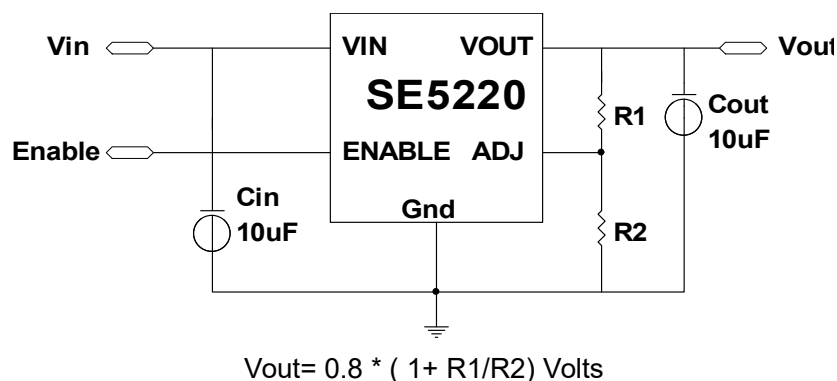 Vin
VIN
VOUT
Vout
SE5220
R1
Cout
10uF
Enable
ENABLE
ADJ
Cin
10uF
Gnd
R2
Vout= 0.8 * ( 1+ R1/R2) Volts